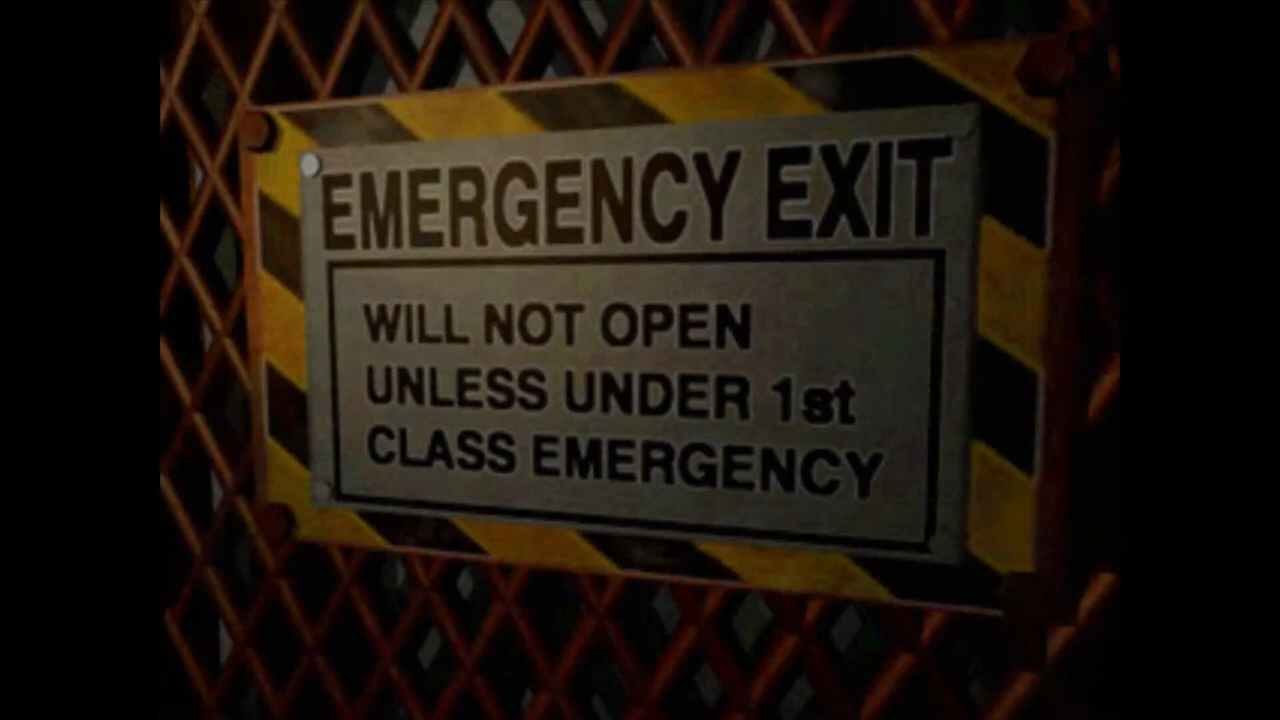 EMERGENCY EXIT
WILL NOT OPEN
UNLESS UNDER 1st
CLASS EMERGENCY